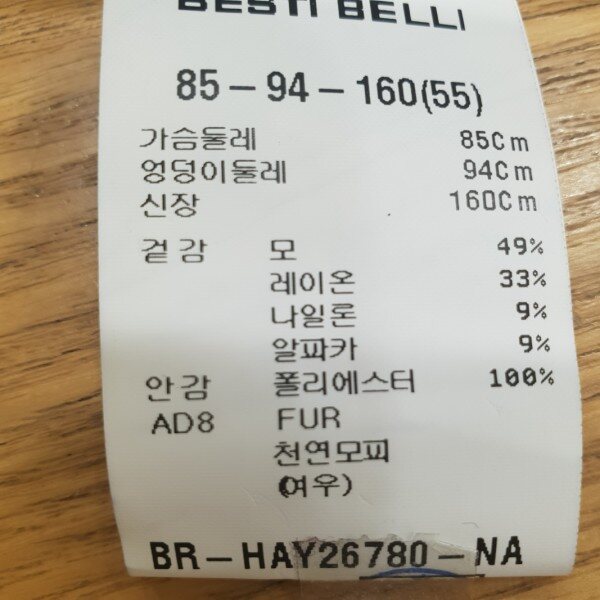 BESTI BELLI
85-94-160(55)
가슴둘레 85Cm
엉덩이둘레 94Cm
신장 160Cm
겉감 모 49%
레이온 33%
나일론 9%
알파카 9%
안감 폴리에스터 100%
AD8 FUR
천연모피
(여우)
BR-HAY26780-NA